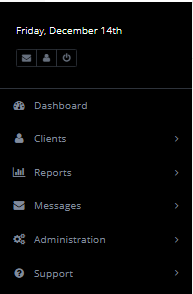 Friday, December 14th
Dashboard
Clients
Reports
Messages
Administration
Support